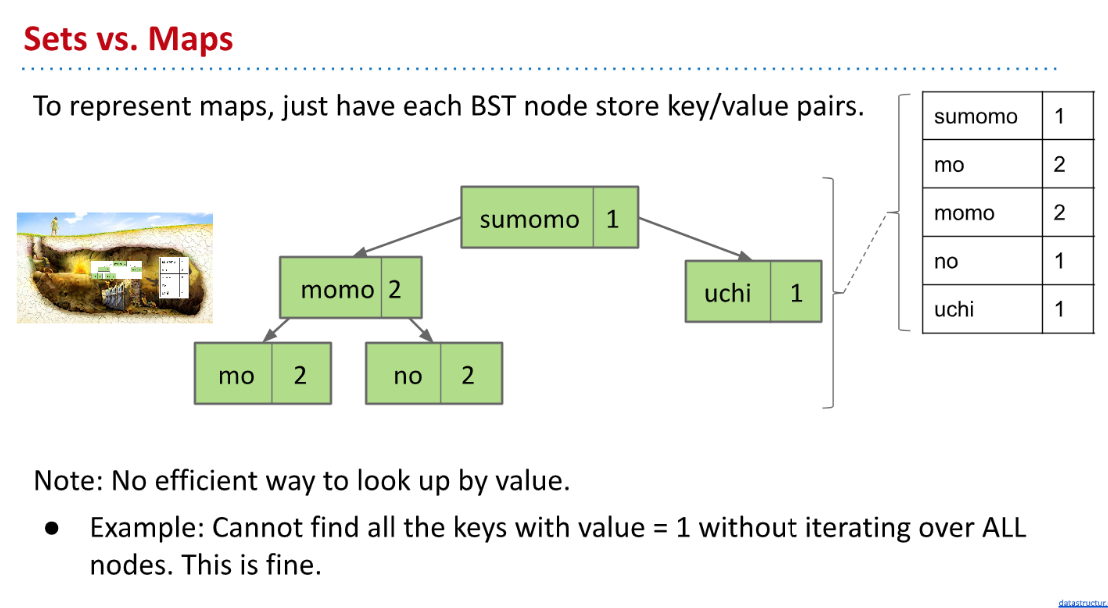 Sets vs. Maps
To represent maps, just have each BST node store key/value pairs.
sumomo 1
mo 2
momo 2
no 1
uchi 1
sumomo 1
momo 2
uchi 1
mo 2
no 2
Note: No efficient way to look up by value.
● Example: Cannot find all the keys with value = 1 without iterating over ALL
nodes. This is fine.
datastructur.